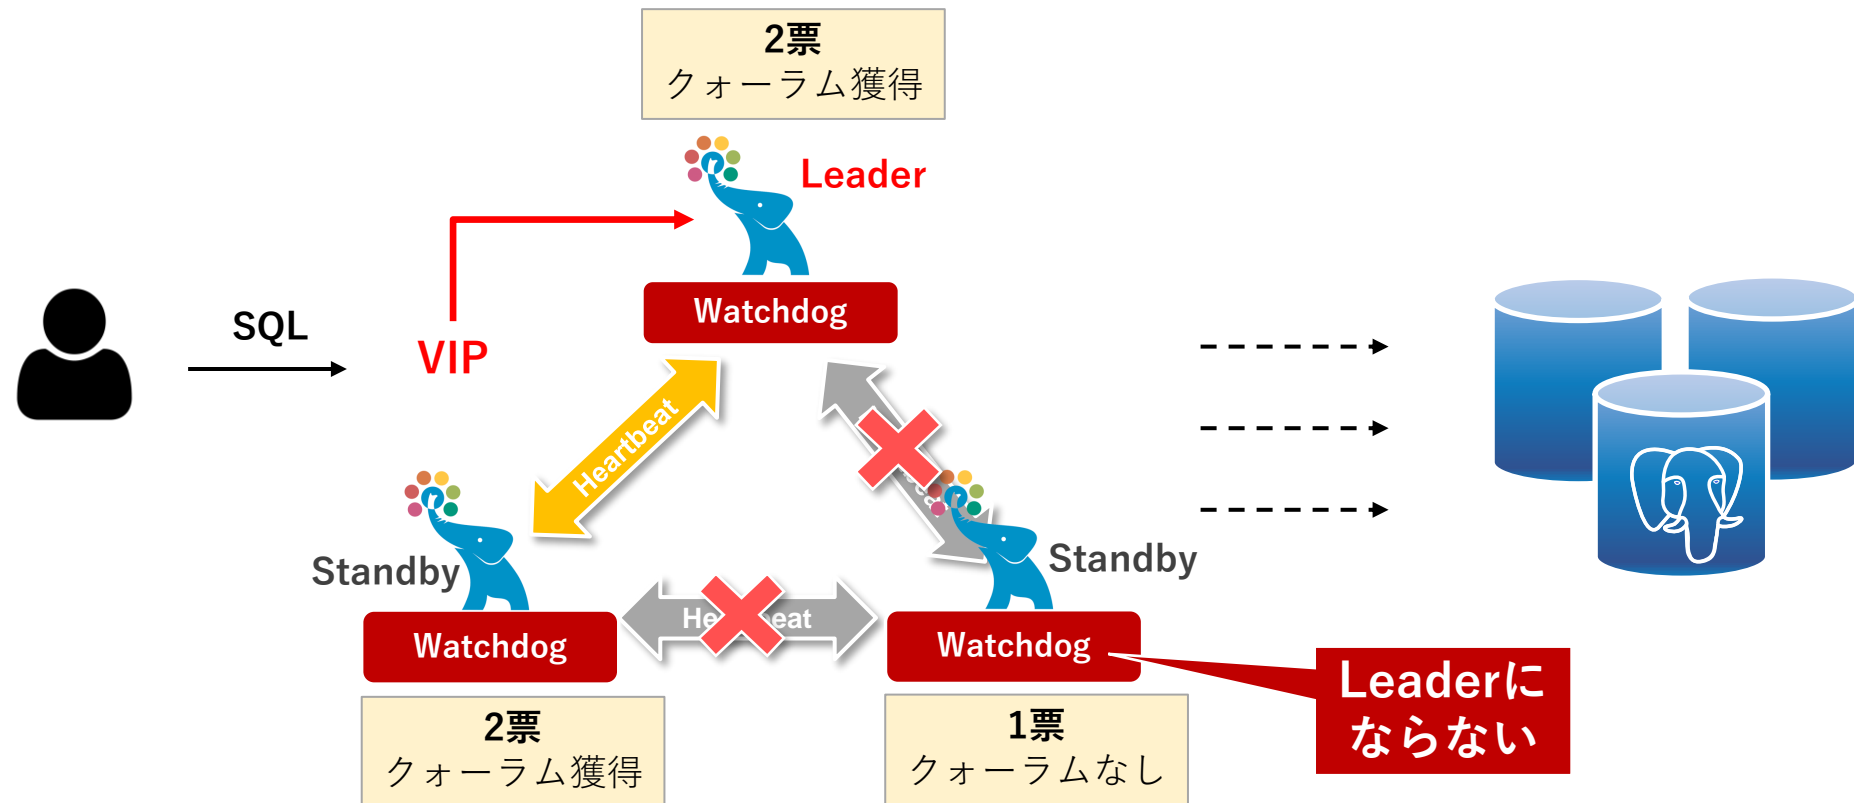 2票
クォーラム獲得
Leader
Watchdog
SQL
VIP
Heartbeat
Standby
Standby
Watchdog
Watchdog
Leaderに
ならない
2票
クォーラム獲得
1票
クォーラムなし